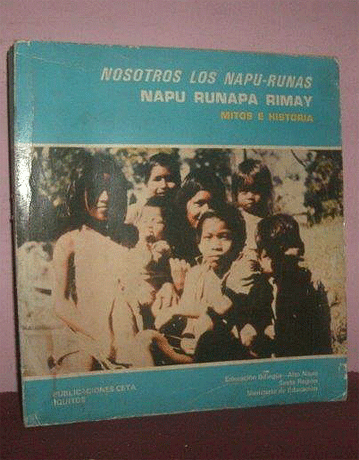 NOSOTROS LOS NAPU-RUNAS
NAPU RUNAPA RIMAY
MITOS E HISTORIA
PUBLICACIONES CETA
IQUITOS
Educación Bilingüe - Alto Napo
Sexta Región
Ministerio de Educación